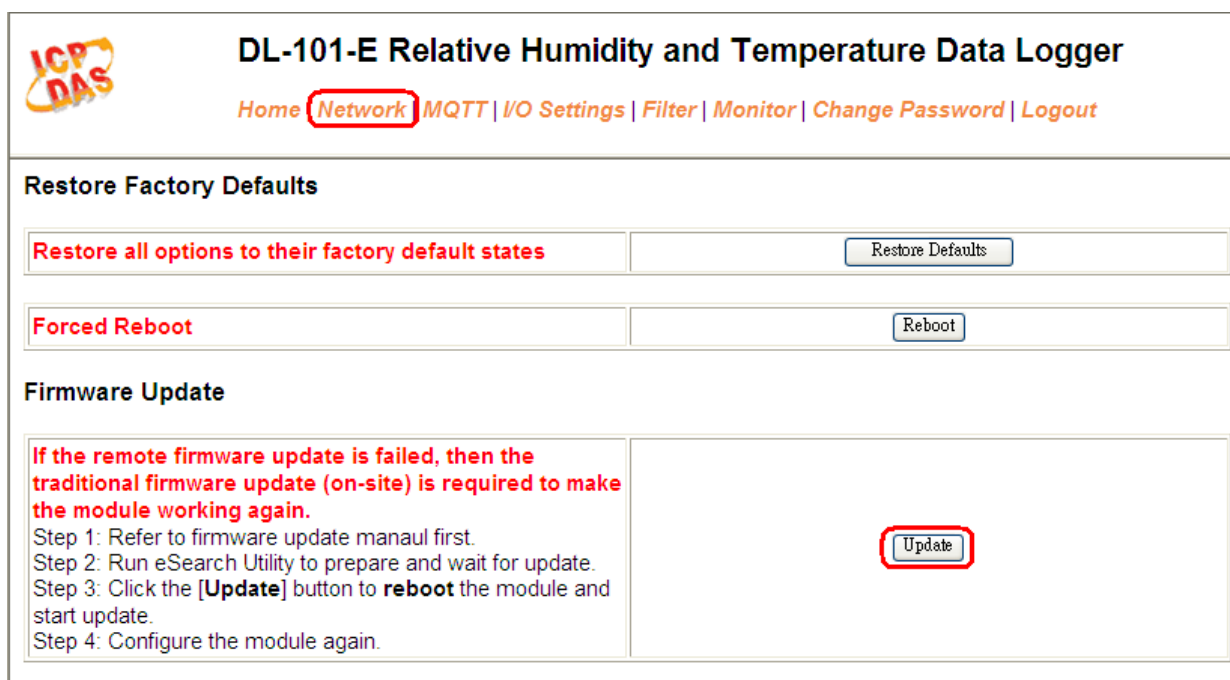 ICP
DAS
DL-101-E Relative Humidity and Temperature Data Logger
Home | Network | MQTT | I/O Settings | Filter | Monitor | Change Password | Logout
Restore Factory Defaults
Restore all options to their factory default states
Restore Defaults
Forced Reboot
Reboot
Firmware Update
If the remote firmware update is failed, then the
traditional firmware update (on-site) is required to make
the module working again.
Step 1: Refer to firmware update manaul first.
Step 2: Run eSearch Utility to prepare and wait for update.
Step 3: Click the [Update] button to reboot the module and
start update.
Step 4: Configure the module again.
Update